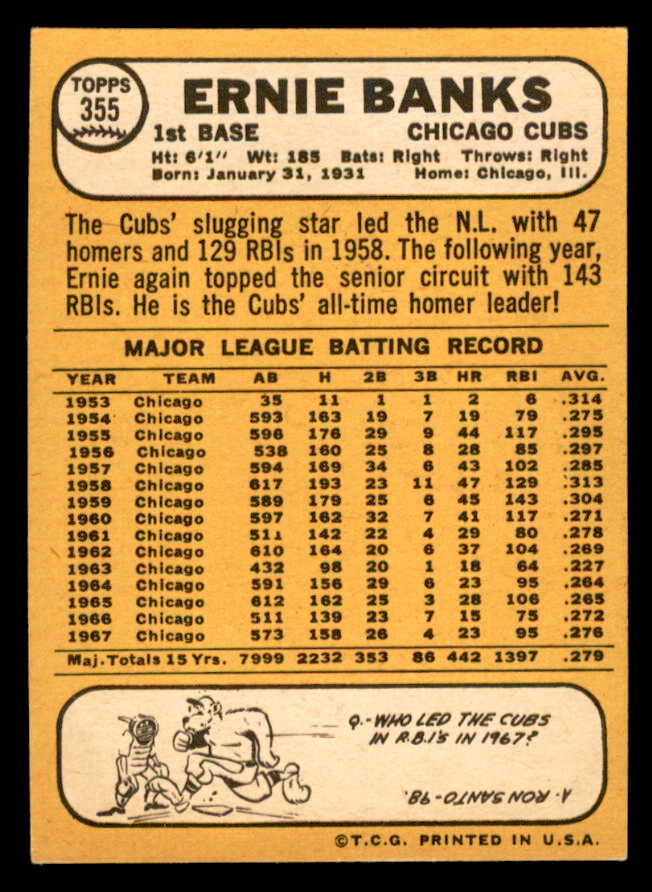 TOPPS
355
ERNIE BANKS
1st BASE CHICAGO CUBS
Ht: 6'1" Wt: 185 Bats: Right Throws: Right
Born: January 31, 1931 Home: Chicago, Ill.
The Cubs' slugging star led the N.L. with 47
homers and 129 RBIs in 1958. The following year,
Ernie again topped the senior circuit with 143
RBIs. He is the Cubs' all-time homer leader!
MAJOR LEAGUE BATTING RECORD
YEAR TEAM AB H 2B 3B HR RBI AVG.
1953 Chicago 35 11 1 1 2 6 .314
1954 Chicago 593 163 19 7 19 79 .275
1955 Chicago 596 176 29 9 44 117 .295
1956 Chicago 538 160 25 8 28 85 .297
1957 Chicago 594 169 34 6 43 102 .285
1958 Chicago 617 193 23 11 47 129 .313
1959 Chicago 589 179 25 6 45 143 .304
1960 Chicago 597 162 32 7 41 117 .271
1961 Chicago 511 142 22 4 29 80 .278
1962 Chicago 610 164 20 6 37 104 .269
1963 Chicago 432 98 20 1 18 64 .227
1964 Chicago 591 156 29 6 23 95 .264
1965 Chicago 612 162 25 3 28 106 .265
1966 Chicago 511 139 23 7 15 75 .272
1967 Chicago 573 158 26 4 23 95 .276
Maj. Totals 15 Yrs. 7999 2232 353 86 442 1397 .279
Q.-WHO LED THE CUBS
IN R.B.I'S IN 1967?
A- RON SANTO-98.
©T.C.G. PRINTED IN U.S.A.